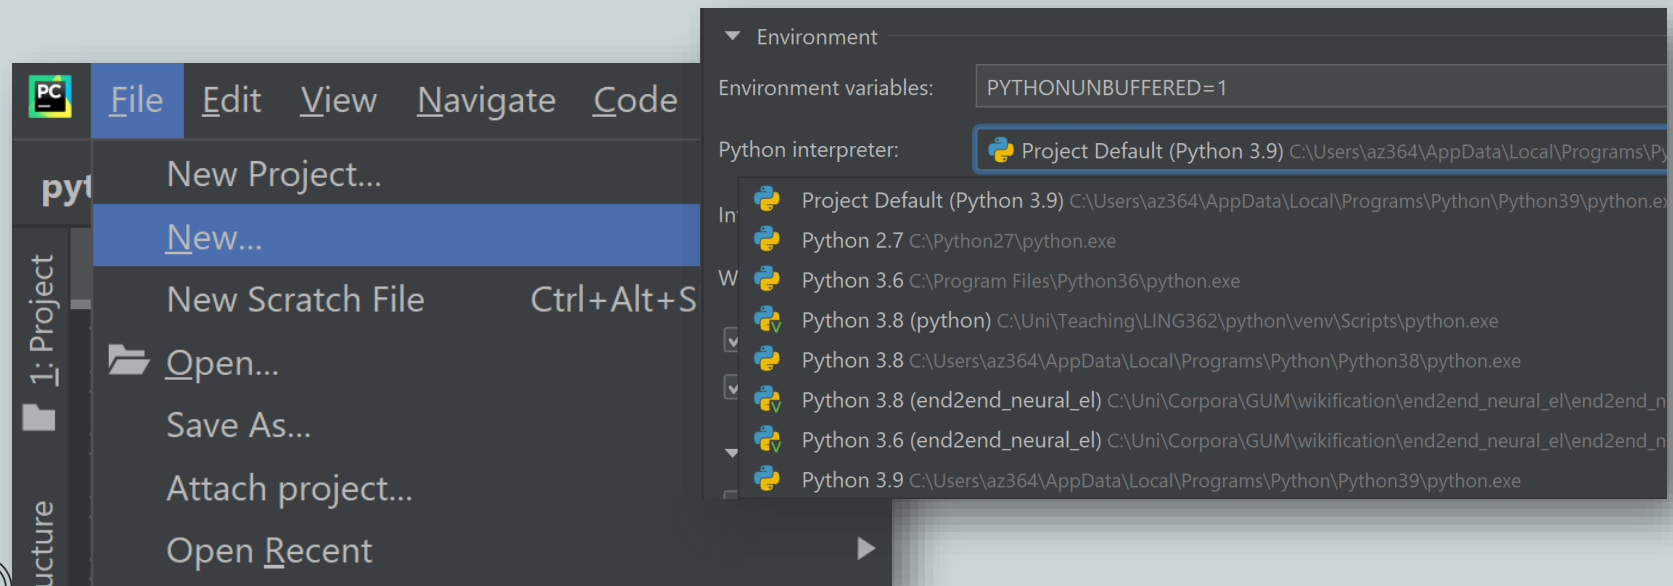 PC File Edit View Navigate Code
pyt
New Project...
New...
New Scratch File Ctrl+Alt+S
Open...
Save As...
Attach project...
Open Recent
1: Project
ucture
Environment
Environment variables: PYTHONUNBUFFERED=1
Python interpreter: Project Default (Python 3.9) C:\Users\az364\AppData\Local\Programs\Py
In
W
Project Default (Python 3.9) C:\Users\az364\AppData\Local\Programs\Python\Python39\python.ex
Python 2.7 C:\Python27\python.exe
Python 3.6 C:\Program Files\Python36\python.exe
Python 3.8 (python) C:\Uni\Teaching\LING362\python\venv\Scripts\python.exe
Python 3.8 C:\Users\az364\AppData\Local\Programs\Python\Python38\python.exe
Python 3.8 (end2end_neural_el) C:\Uni\Corpora\GUM\wikification\end2end_neural_el\end2end_n
Python 3.6 (end2end_neural_el) C:\Uni\Corpora\GUM\wikification\end2end_neural_el\end2end_n
Python 3.9 C:\Users\az364\AppData\Local\Programs\Python\Python39\python.exe